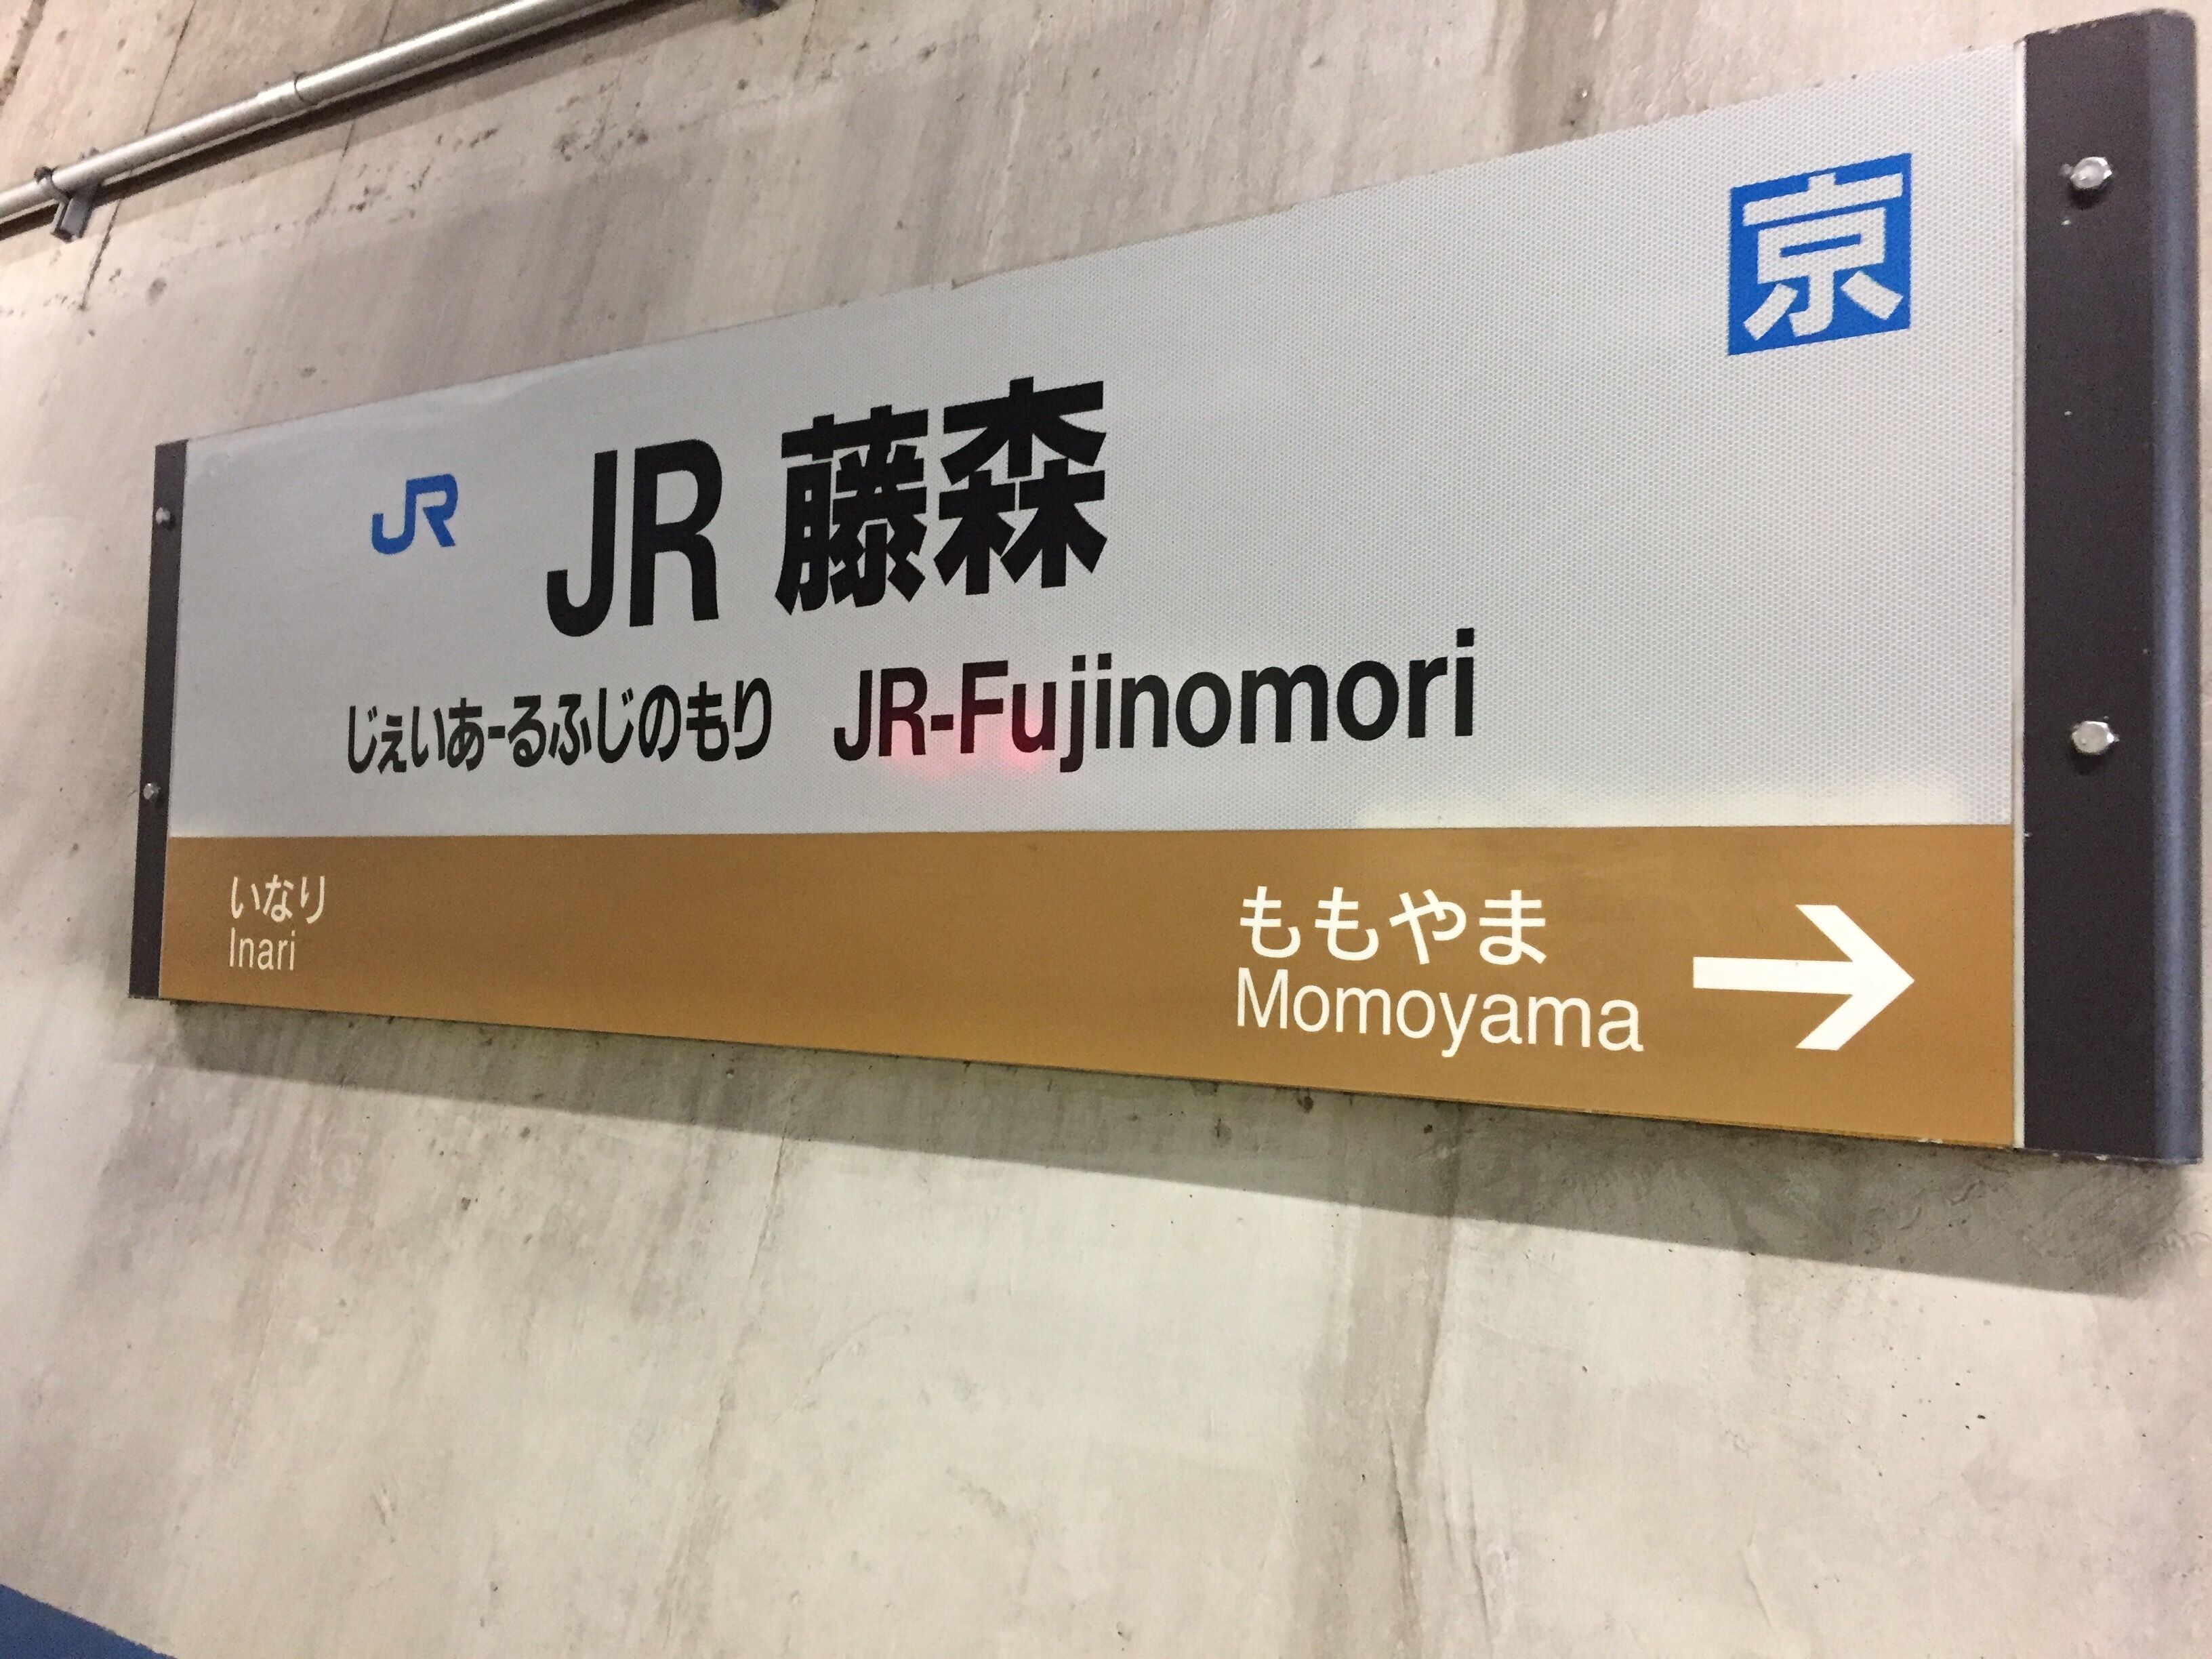 京
JR JR 藤森
じぇいあーるふじのもり JR-Fujinomori
いなり
Inari
ももやま
Momoyama →